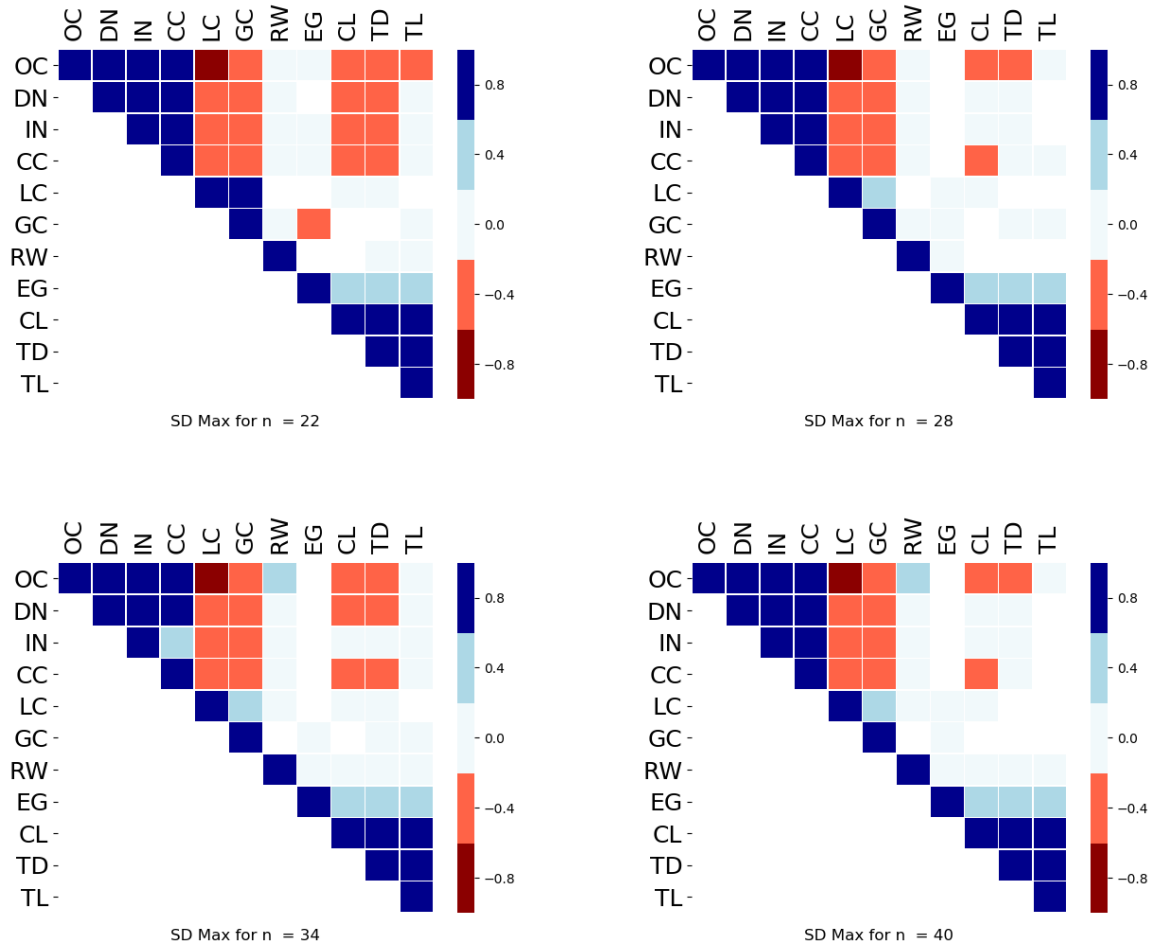 OC DN IN CC LC GC RW EG CL TD TL
OC
DN
IN
CC
LC
GC
RW
EG
CL
TD
TL
0.8
0.4
0.0
−0.4
−0.8
SD Max for n = 22
OC DN IN CC LC GC RW EG CL TD TL
OC
DN
IN
CC
LC
GC
RW
EG
CL
TD
TL
0.8
0.4
0.0
−0.4
−0.8
SD Max for n = 28
OC DN IN CC LC GC RW EG CL TD TL
OC
DN
IN
CC
LC
GC
RW
EG
CL
TD
TL
0.8
0.4
0.0
−0.4
−0.8
SD Max for n = 34
OC DN IN CC LC GC RW EG CL TD TL
OC
DN
IN
CC
LC
GC
RW
EG
CL
TD
TL
0.8
0.4
0.0
−0.4
−0.8
SD Max for n = 40